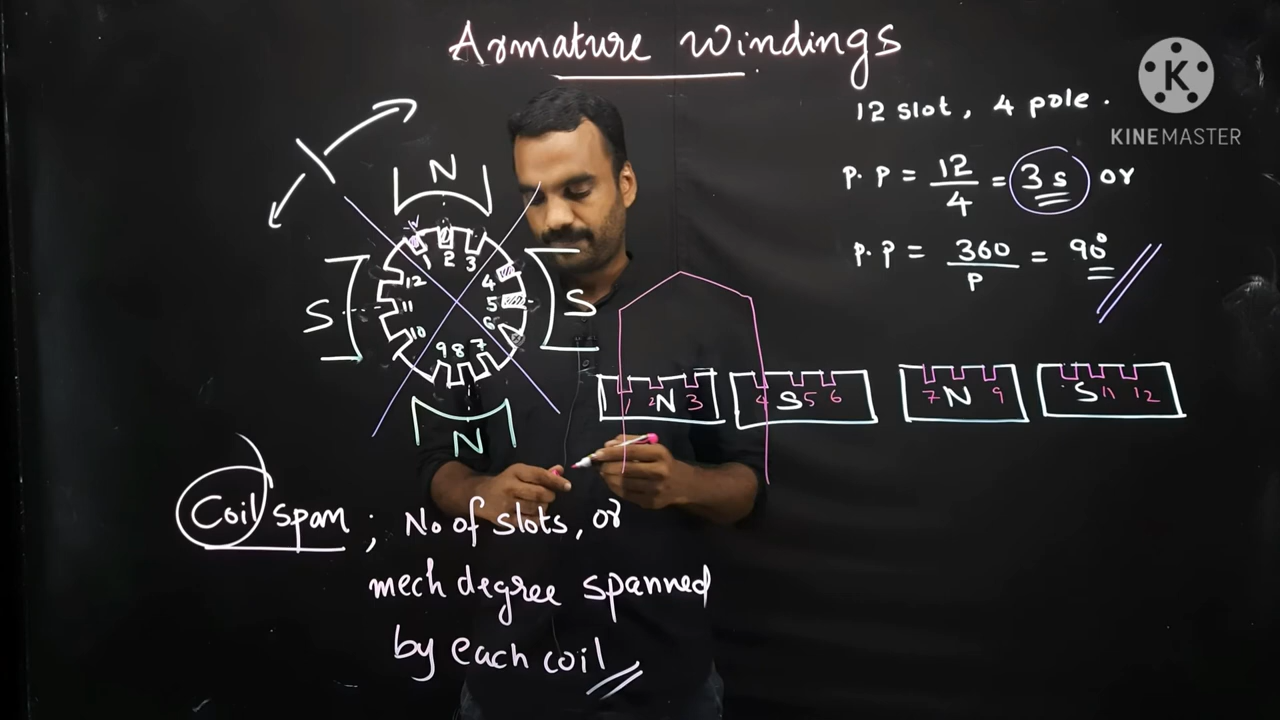 Armature Windings
K
KINEMASTER
12 slot, 4 pole.
P. P = 12/4 = 3 s or
P. P = 360/P = 90°
N
S
S
N
1 2 3 4 5 6 7 8 9 10 11 12
1 2 N 3
4 S 5 6
7 N 9
S 11 12
Coil span ; No of slots, or
mech degree spanned
by each coil